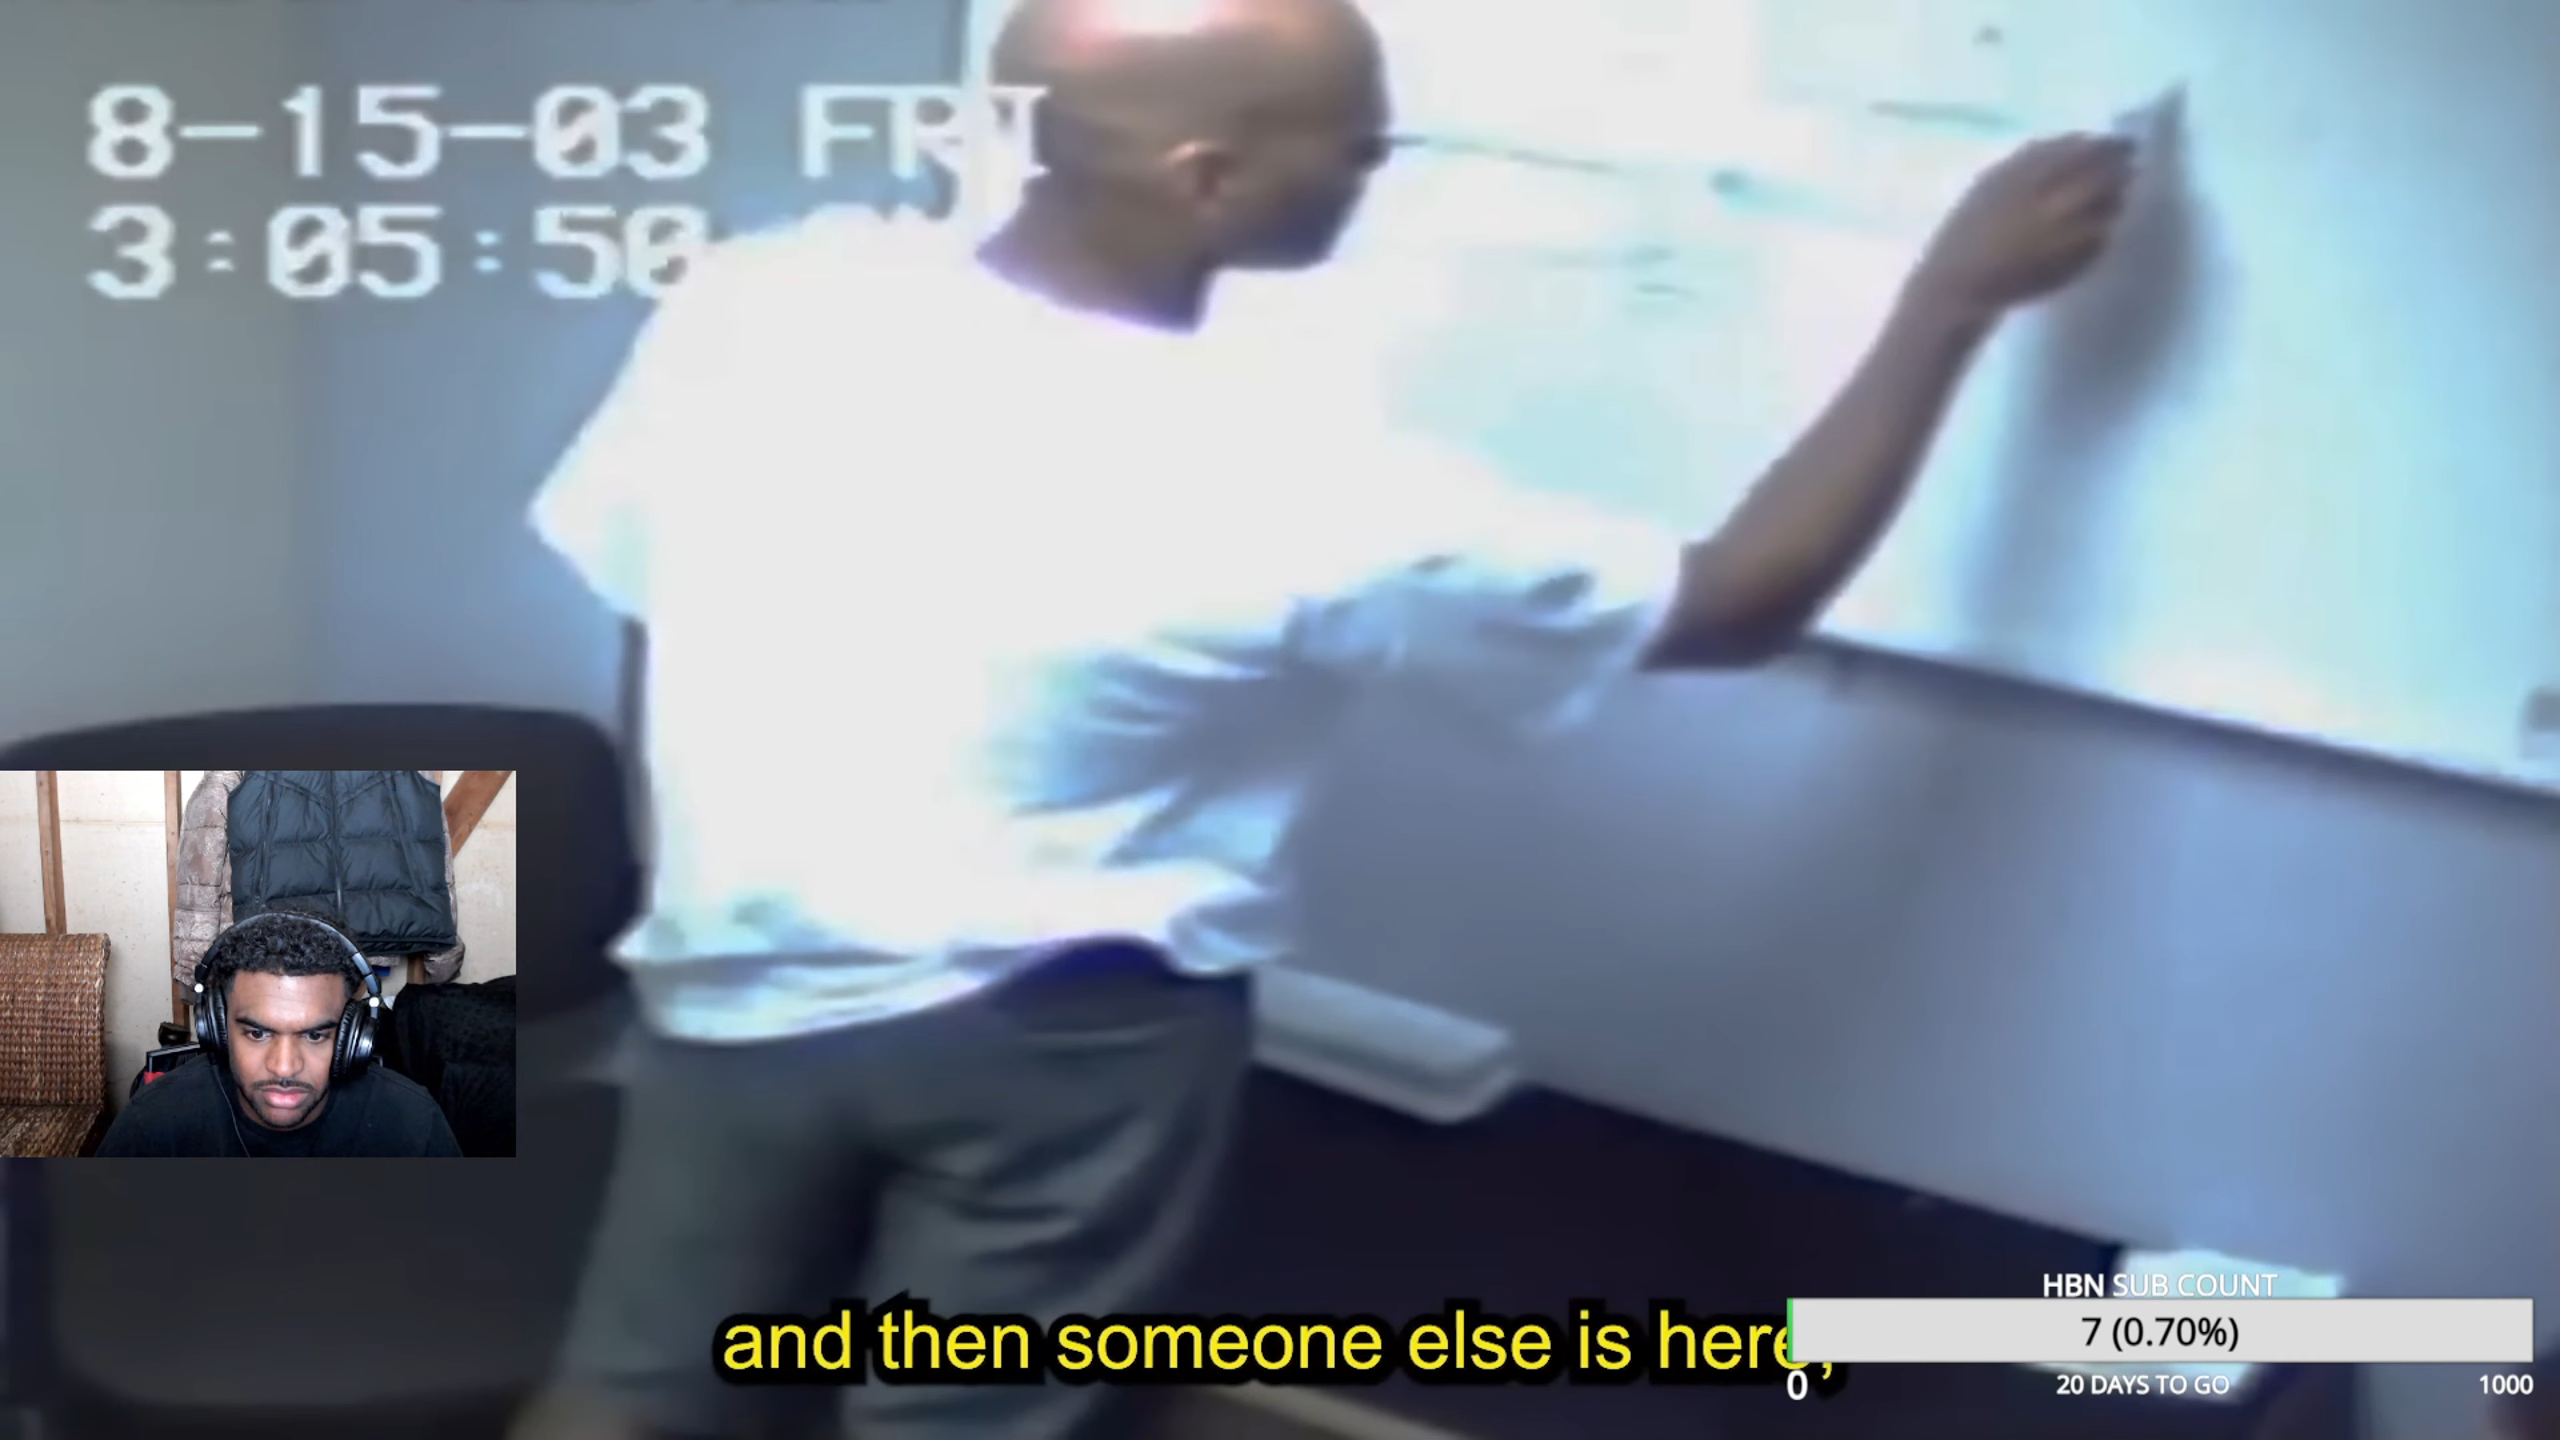 8-15-03 FRI
3:05:50
and then someone else is here,
HBN SUB COUNT
7 (0.70%)
0
20 DAYS TO GO
1000